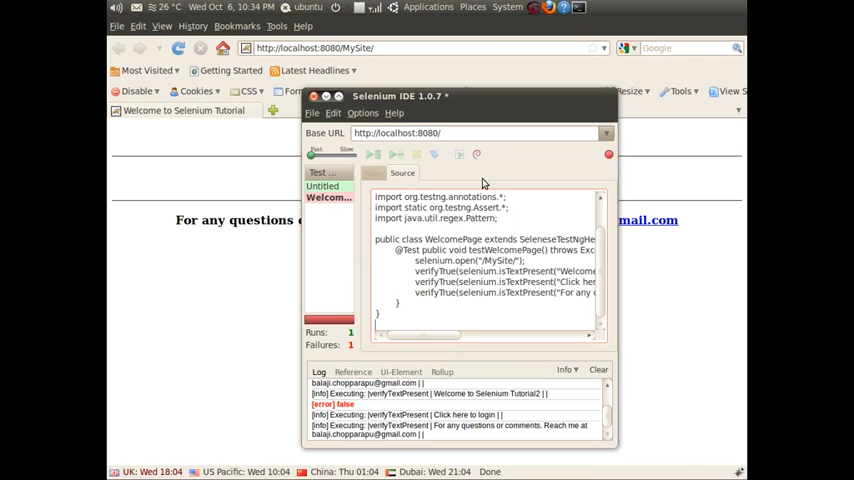 26 °C Wed Oct 6, 10:34 PM ubuntu Applications Places System
File Edit View History Bookmarks Tools Help
http://localhost:8080/MySite/
Google
Most Visited Getting Started Latest Headlines
Disable Cookies CSS Resize Tools View S
Welcome to Selenium Tutorial
Selenium IDE 1.0.7 *
File Edit Options Help
Base URL http://localhost:8080/
Fast Slow
Test ... Source
Untitled
Welcom...
import org.testng.annotations.*;
import static org.testng.Assert.*;
import java.util.regex.Pattern;
public class WelcomePage extends SeleneseTestNgHe
@Test public void testWelcomePage() throws Exc
selenium.open("/MySite/");
verifyTrue(selenium.isTextPresent("Welcome
verifyTrue(selenium.isTextPresent("Click her
verifyTrue(selenium.isTextPresent("For any
}
}
For any questions mail.com
Runs: 1
Failures: 1
Log Reference UI-Element Rollup Info Clear
balaji.chopparapu@gmail.com | |
[info] Executing: |verifyTextPresent | Welcome to Selenium Tutorial2 | |
[error] false
[info] Executing: |verifyTextPresent | Click here to login | |
[info] Executing: |verifyTextPresent | For any questions or comments. Reach me at
balaji.chopparapu@gmail.com | |
UK: Wed 18:04 US Pacific: Wed 10:04 China: Thu 01:04 Dubai: Wed 21:04 Done